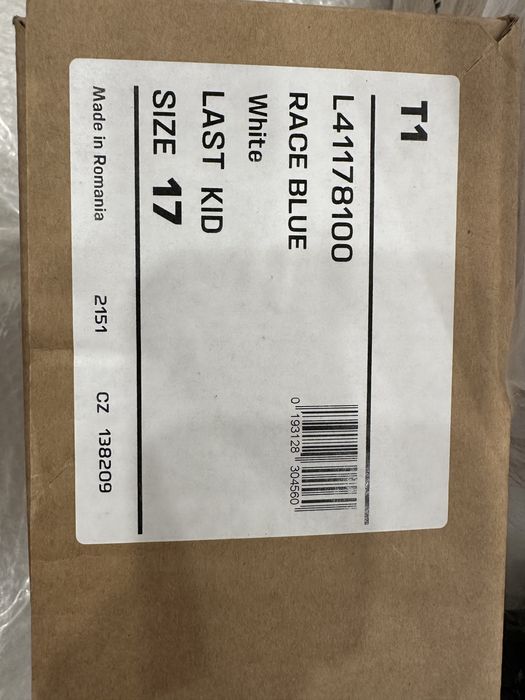 T1
L41178100
RACE BLUE
White
LAST KID
SIZE 17
0 193128 304560
Made in Romania 2151 CZ 138209